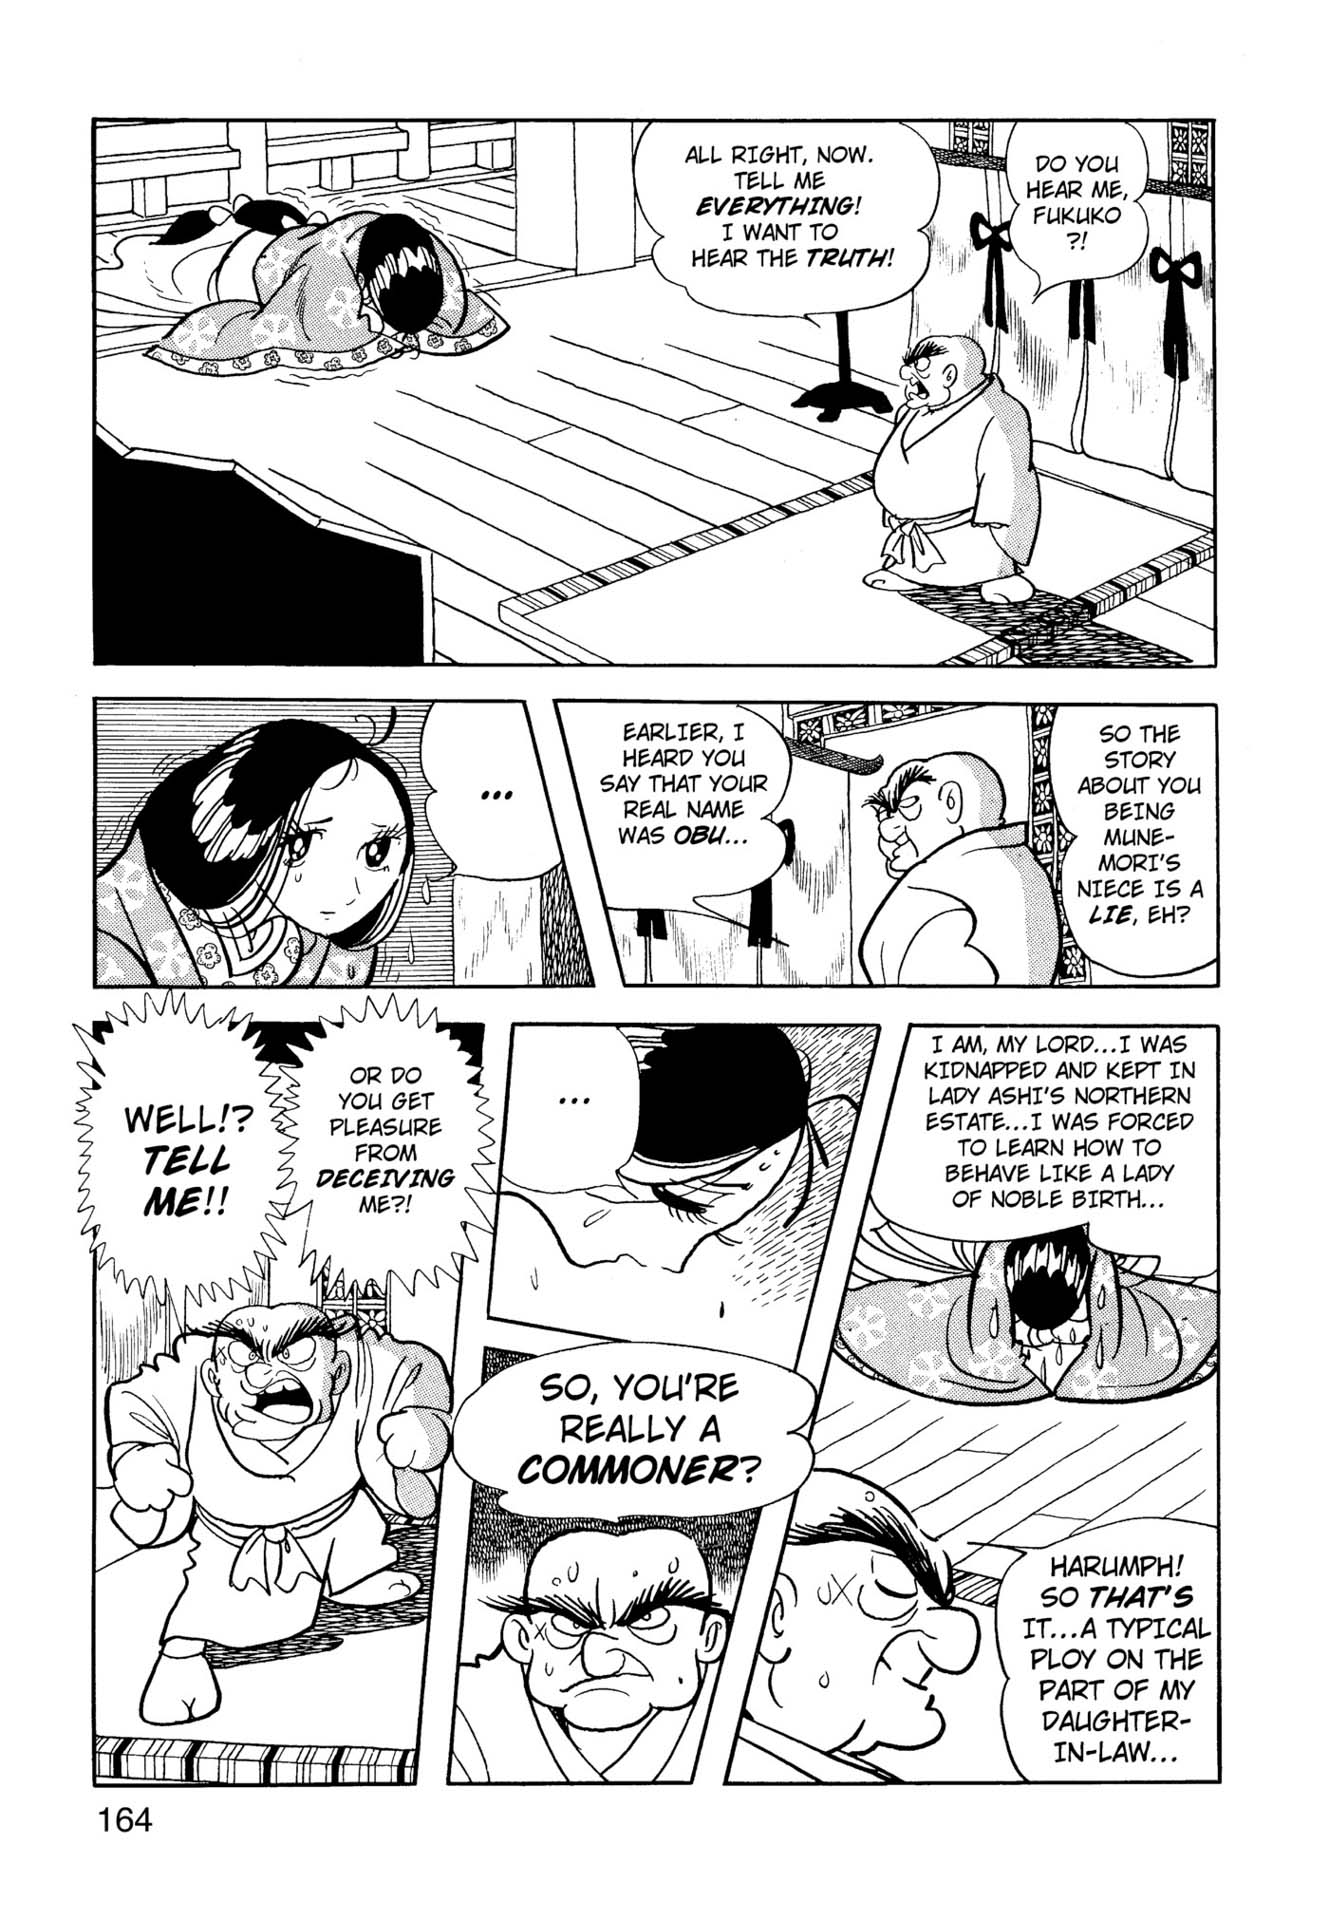 DO YOU
HEAR ME,
FUKUKO
?!
ALL RIGHT, NOW.
TELL ME
EVERYTHING!
I WANT TO
HEAR THE TRUTH!
SO THE
STORY
ABOUT YOU
BEING
MUNE-
MORI'S
NIECE IS A
LIE, EH?
EARLIER, I
HEARD YOU
SAY THAT YOUR
REAL NAME
WAS OBU...
...
I AM, MY LORD...I WAS
KIDNAPPED AND KEPT IN
LADY ASHI'S NORTHERN
ESTATE...I WAS FORCED
TO LEARN HOW TO
BEHAVE LIKE A LADY
OF NOBLE BIRTH...
HARUMPH!
SO THAT'S
IT...A TYPICAL
PLOY ON THE
PART OF MY
DAUGHTER-
IN-LAW...
...
SO, YOU'RE
REALLY A
COMMONER?
OR DO
YOU GET
PLEASURE
FROM
DECEIVING
ME?!
WELL!?
TELL
ME!!
164